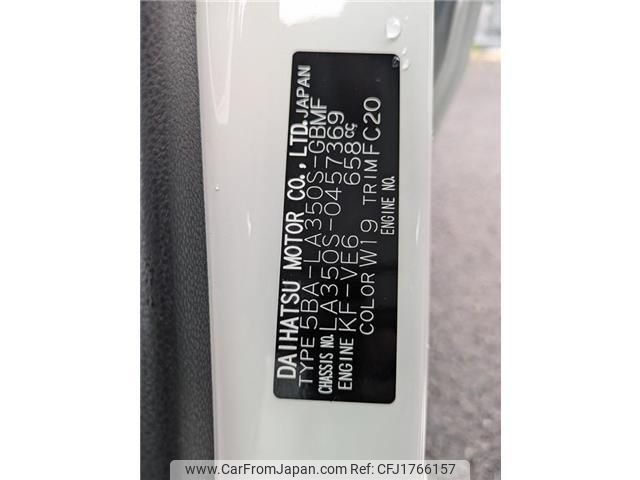 DAIHATSU MOTOR CO., LTD. JAPAN
TYPE 5BA-LA350S-GBMF
CHASSIS NO. LA350S-0457369
ENGINE KF-VE6 658cc
COLOR W19 TRIM FC20
ENGINE NO.
www.CarFromJapan.com | ID: CFJ1766157